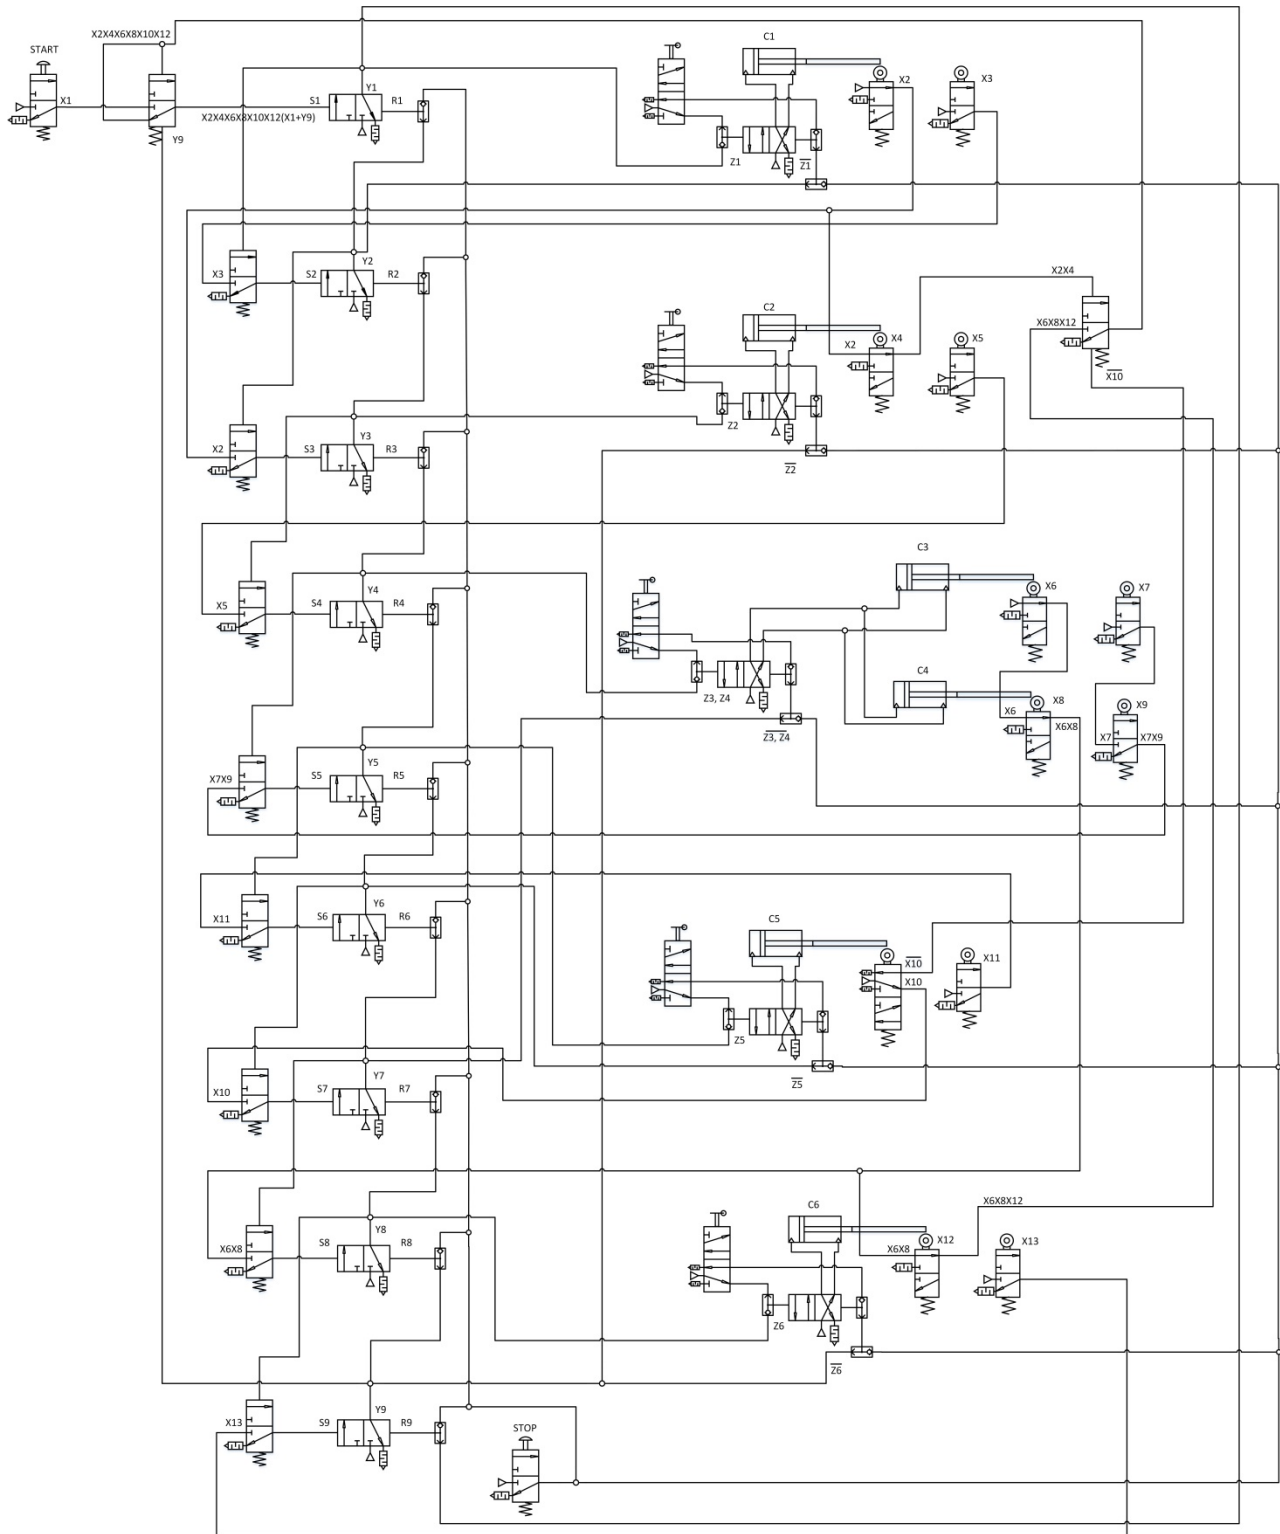 X2X4X6X8X10X12
START
X1
Y9
S1
Y1
R1
X2X4X6X8X10X12(X1+Y9)
C1
X2
X3
Z1
Z1
X3
S2
Y2
R2
X2X4
C2
X2
X4
X5
X6X8X12
X10
Z2
Z2
X2
S3
Y3
R3
C3
X6
X7
X5
S4
Y4
R4
C4
Z3, Z4
Z3, Z4
X6
X8
X6X8
X9
X7
X7X9
X7X9
S5
Y5
R5
X11
S6
Y6
R6
C5
X10
X10
X11
Z5
Z5
X10
S7
Y7
R7
X6X8
S8
Y8
R8
C6
X6X8X12
X6X8
X12
X13
Z6
Z6
X13
S9
Y9
R9
STOP